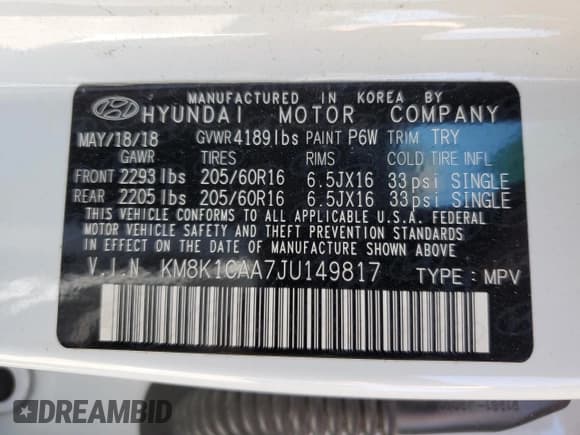 MANUFACTURED IN KOREA BY
HYUNDAI MOTOR COMPANY
MAY/18/18 GVWR 4189lbs PAINT P6W TRIM TRY
GAWR TIRES RIMS COLD TIRE INFL
FRONT 2293lbs 205/60R16 6.5JX16 33psi SINGLE
REAR 2205lbs 205/60R16 6.5JX16 33psi SINGLE
THIS VEHICLE CONFORMS TO ALL APPLICABLE U.S.A. FEDERAL
MOTOR VEHICLE SAFETY AND THEFT PREVENTION STANDARDS
IN EFFECT ON THE DATE OF MANUFACTURE SHOWN ABOVE.
V.I.N KM8K1CAA7JU149817 TYPE: MPV
DREAMBID